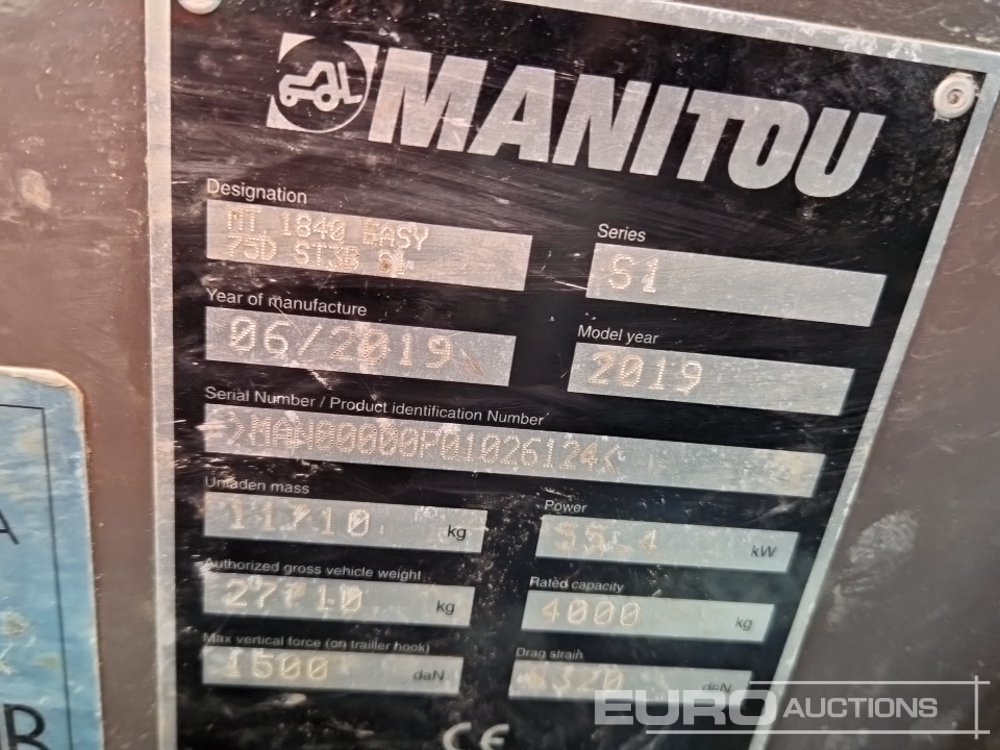 MANITOU
Designation
MT 1840 EASY
75D ST3B S1
Series
S1
Year of manufacture
06/2019
Model year
2019
Serial Number / Product identification Number
>MAN00000P01026124<
Unladen mass
11710 kg
Power
55.4 kW
Authorized gross vehicle weight
27710 kg
Rated capacity
4000 kg
Max vertical force (on trailler hook)
1500 daN
Drag strain
daN
CE
A
K
B
EURO AUCTIONS